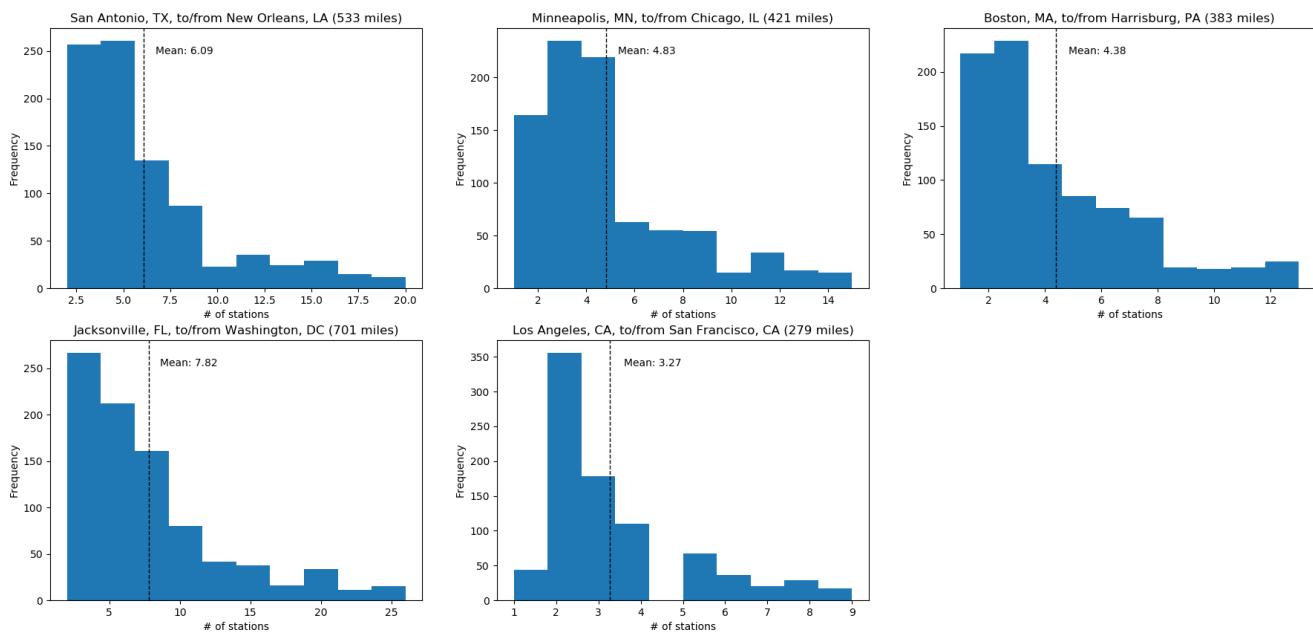 San Antonio, TX, to/from New Orleans, LA (533 miles)
Mean: 6.09
Frequency
250
200
150
100
50
0
2.5 5.0 7.5 10.0 12.5 15.0 17.5 20.0
# of stations
Minneapolis, MN, to/from Chicago, IL (421 miles)
Mean: 4.83
Frequency
200
150
100
50
0
2 4 6 8 10 12 14
# of stations
Boston, MA, to/from Harrisburg, PA (383 miles)
Mean: 4.38
Frequency
200
150
100
50
0
2 4 6 8 10 12
# of stations
Jacksonville, FL, to/from Washington, DC (701 miles)
Mean: 7.82
Frequency
250
200
150
100
50
0
5 10 15 20 25
# of stations
Los Angeles, CA, to/from San Francisco, CA (279 miles)
Mean: 3.27
Frequency
350
300
250
200
150
100
50
0
1 2 3 4 5 6 7 8 9
# of stations